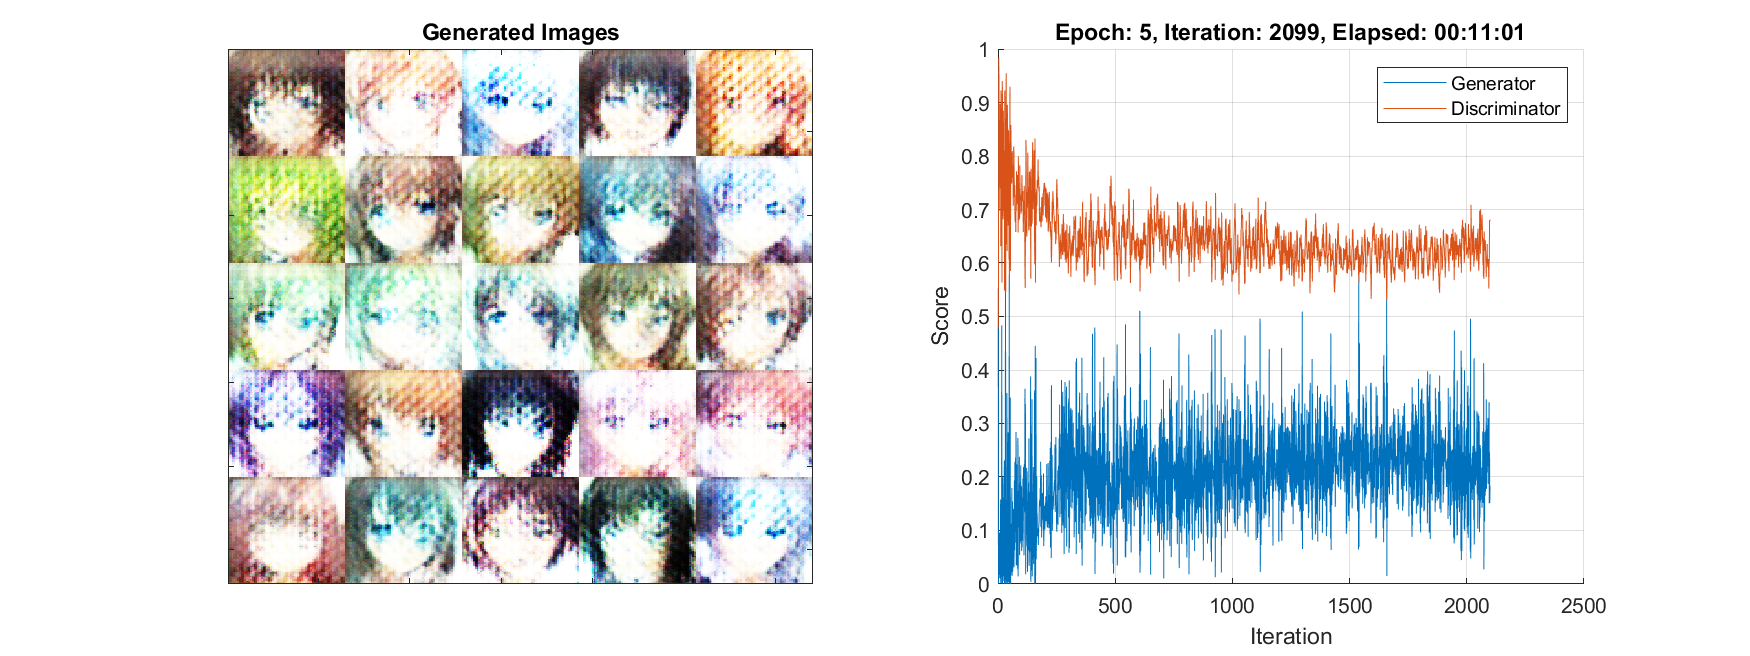 Generated Images
Epoch: 5, Iteration: 2099, Elapsed: 00:11:01
Generator
Discriminator
1
0.9
0.8
0.7
0.6
0.5
0.4
0.3
0.2
0.1
0
Score
0 500 1000 1500 2000 2500
Iteration